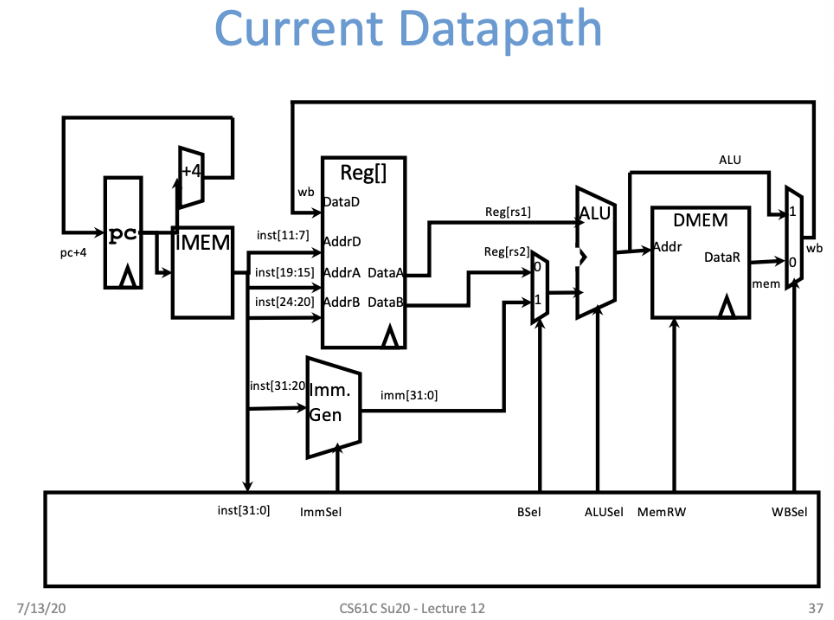 Current Datapath
+4
pc
pc+4
IMEM
Reg[]
wb
DataD
inst[11:7]
AddrD
inst[19:15]
AddrA
DataA
inst[24:20]
AddrB
DataB
Reg[rs1]
Reg[rs2]
0
1
ALU
ALU
DMEM
Addr
DataR
mem
1
0
wb
inst[31:20]
Imm.
Gen
imm[31:0]
inst[31:0]
ImmSel
BSel
ALUSel
MemRW
WBSel
7/13/20
CS61C Su20 - Lecture 12
37